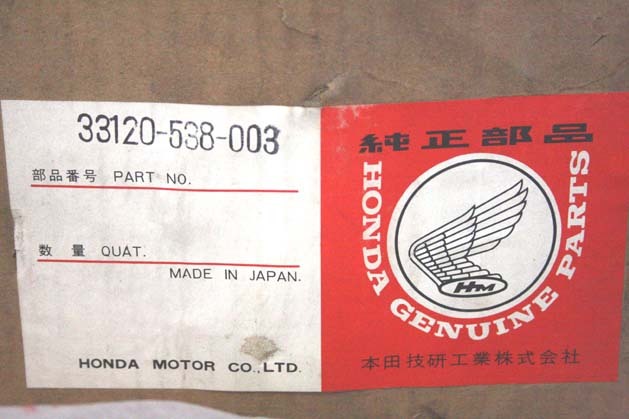 33120-538-003
部品番号 PART NO.
数量 QUAT.
MADE IN JAPAN.
HONDA MOTOR CO.,LTD.
純正部品
HONDA GENUINE PARTS
HM
本田技研工業株式会社